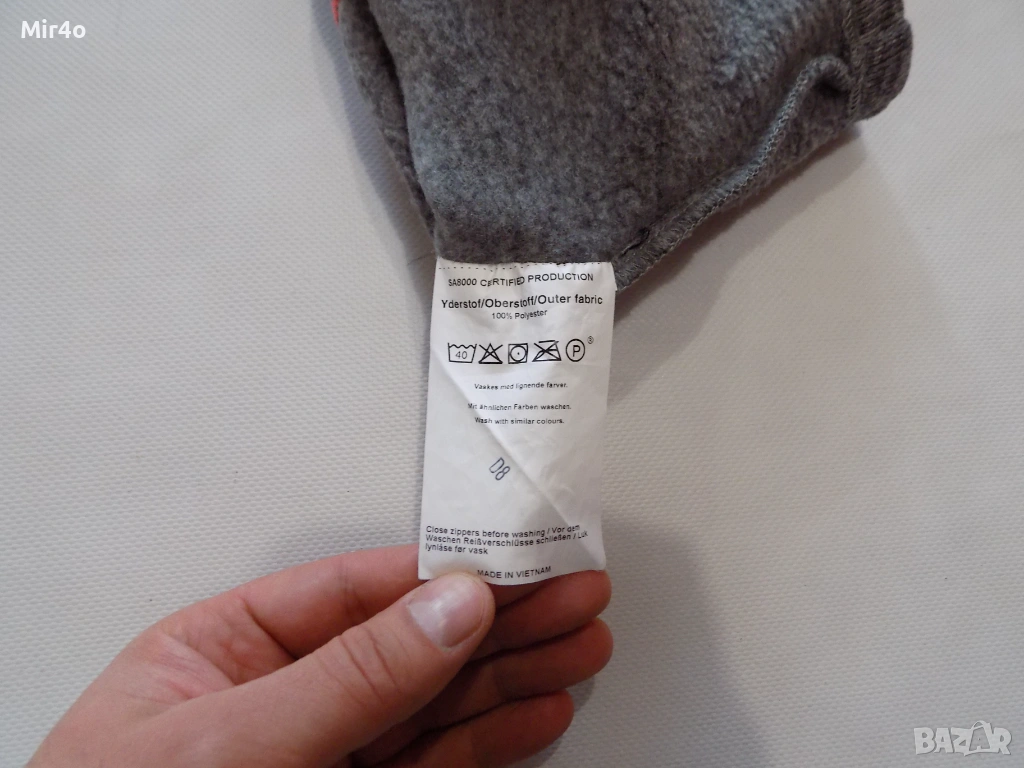 Mir4o
SA8000 CERTIFIED PRODUCTION
Yderstof/Oberstoff/Outer fabric
100% Polyester
40
P
Vaskes med lignende farver.
Mit ähnlichen Farben waschen.
Wash with similar colours.
D8
Close zippers before washing / Vor dem
Waschen Reißverschlüsse schließen / Luk
lynlåse før vask
MADE IN VIETNAM
BAZAR